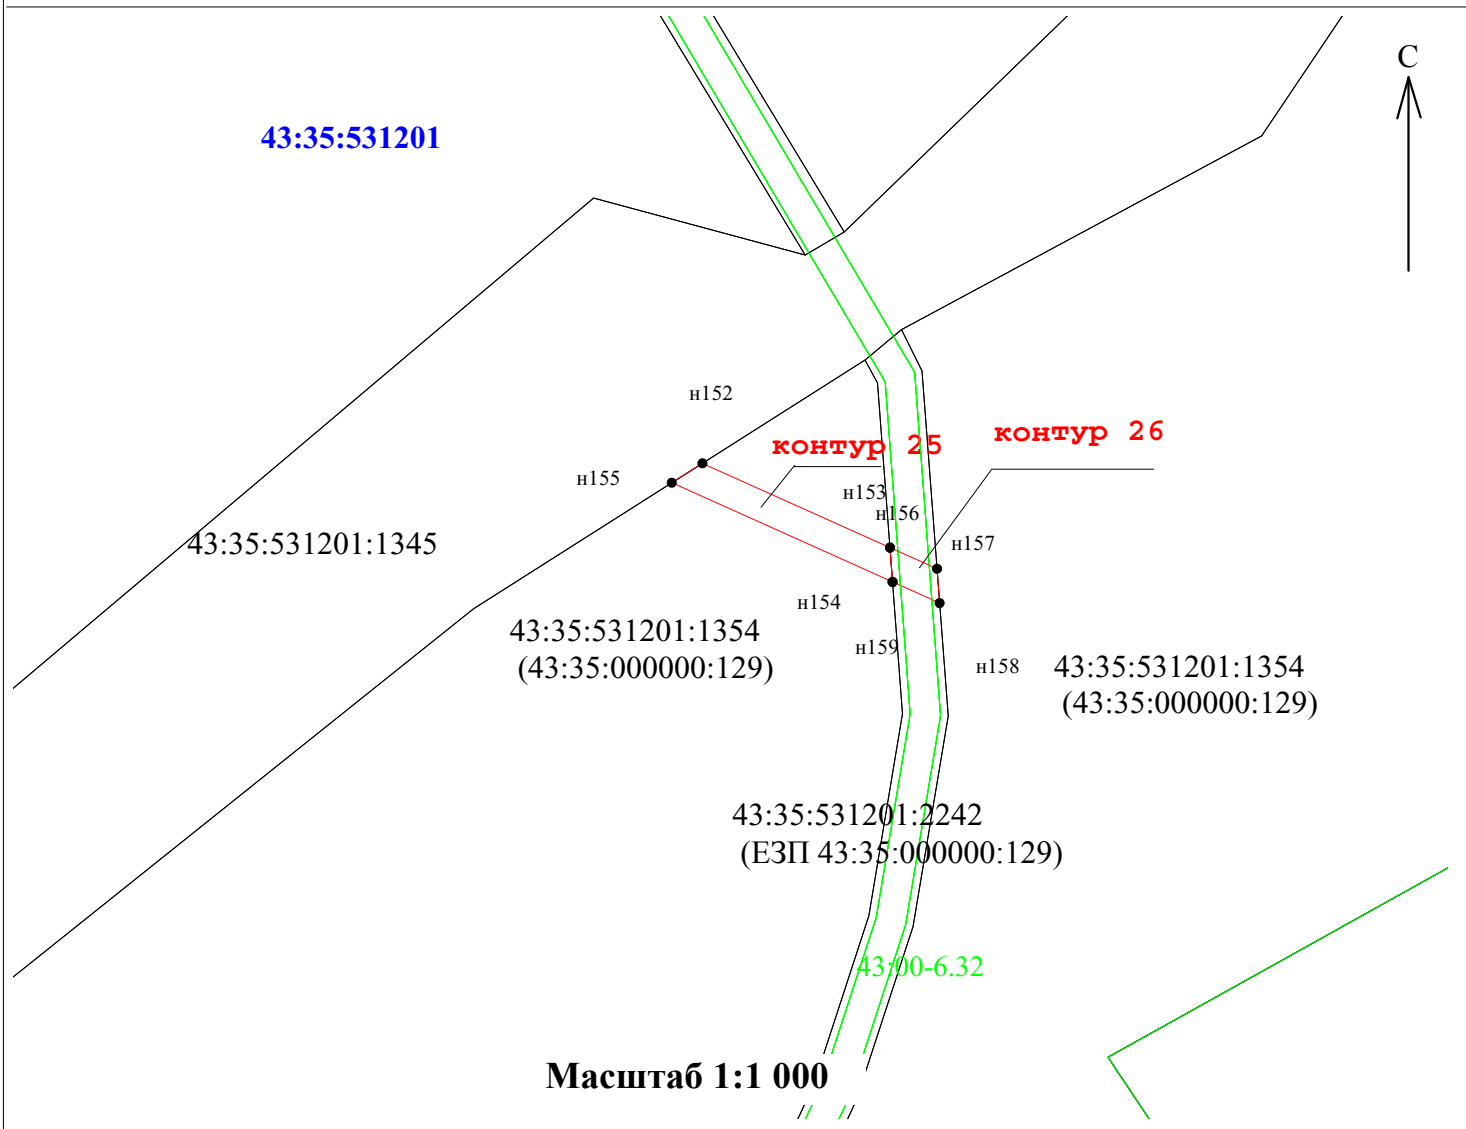 С
43:35:531201
н152
контур 25
контур 26
н155
н153
н156
н157
43:35:531201:1345
н154
43:35:531201:1354
(43:35:000000:129)
н159
н158
43:35:531201:1354
(43:35:000000:129)
43:35:531201:2242
(ЕЗП 43:35:000000:129)
43:00-6.32
Масштаб 1:1 000